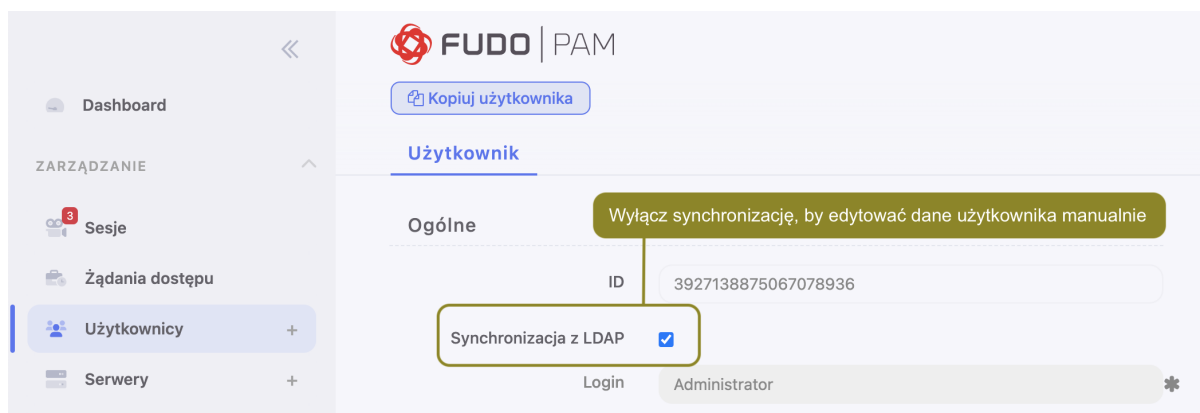 FUDO | PAM
Kopiuj użytkownika
Dashboard
Użytkownik
ZARZĄDZANIE
Wyłącz synchronizację, by edytować dane użytkownika manualnie
3
Sesje
Ogólne
Żądania dostępu
ID 3927138875067078936
Użytkownicy +
Synchronizacja z LDAP
Serwery +
Login Administrator